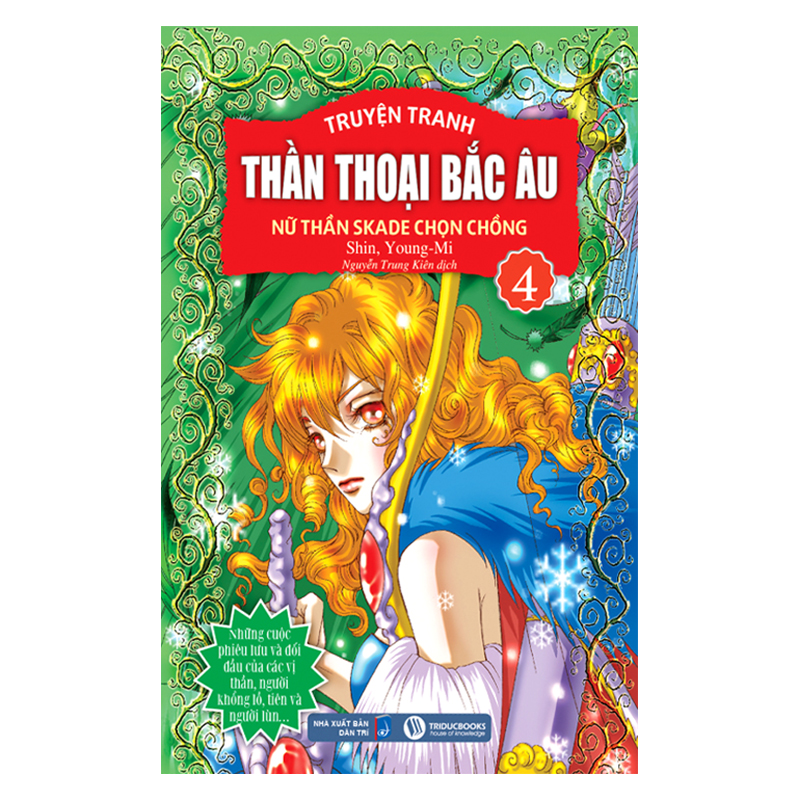 TRUYỆN TRANH
THẦN THOẠI BẮC ÂU
NỮ THẦN SKADE CHỌN CHỒNG
Shin, Young-Mi
Nguyễn Trung Kiên dịch
4
Những cuộc
phiêu lưu và đối
đầu của các vị
thần, người
khổng lồ, tiên và
người lùn...
NHÀ XUẤT BẢN
DÂN TRÍ
TRIDUCBOOKS
house of knowledge